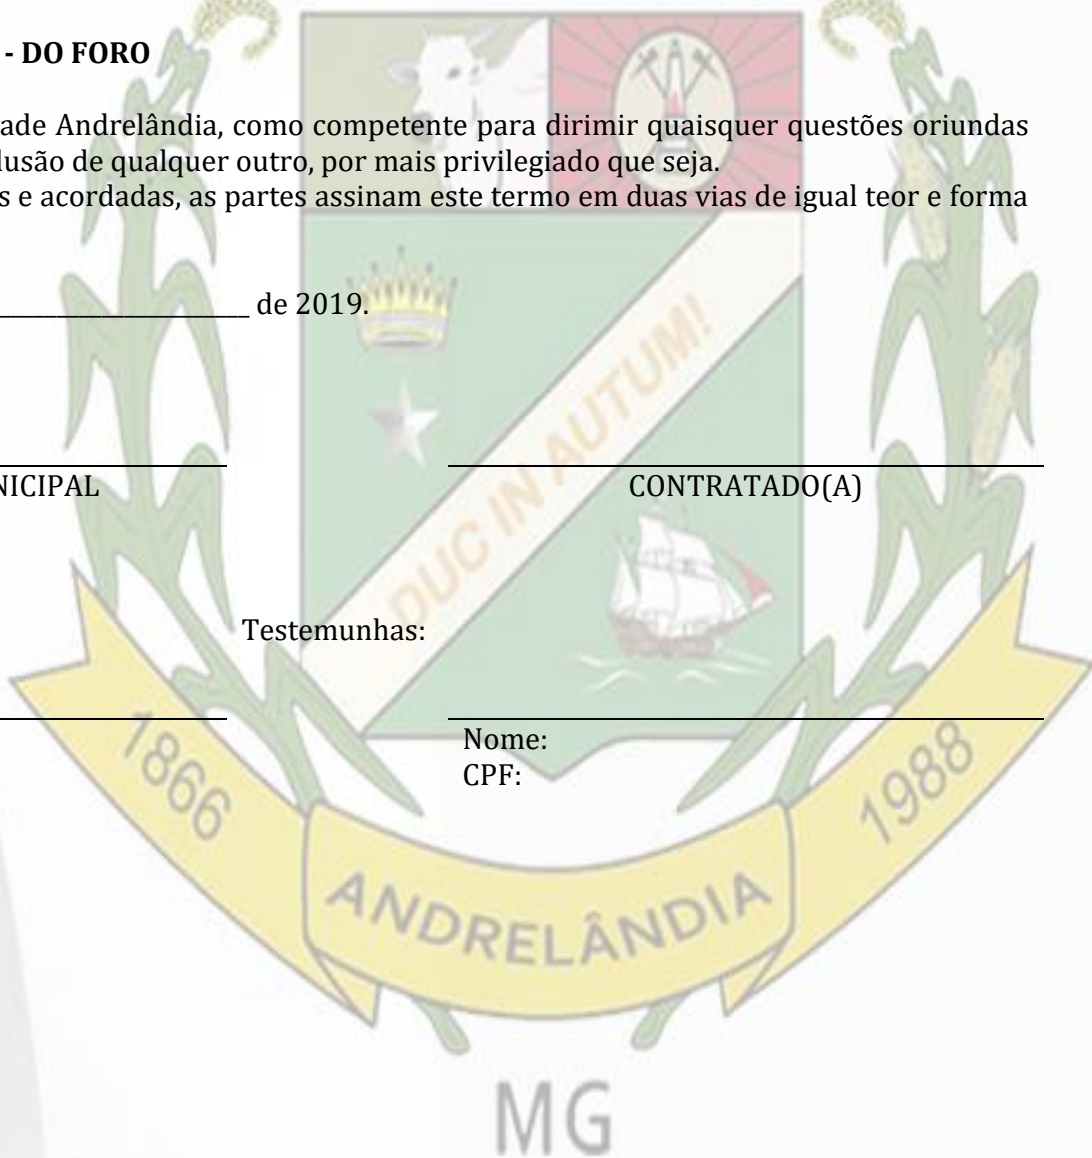 - DO FORO
ade Andrelândia, como competente para dirimir quaisquer questões oriundas
lusão de qualquer outro, por mais privilegiado que seja.
s e acordadas, as partes assinam este termo em duas vias de igual teor e forma
______________________ de 2019.
NICIPAL
CONTRATADO(A)
Testemunhas:
Nome:
CPF:
DUC IN AUTUM!
1866
ANDRELÂNDIA
1988
MG